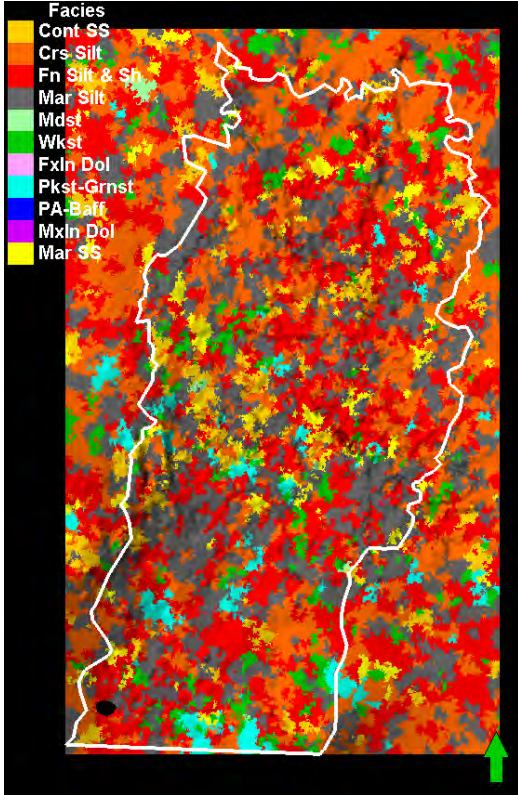 Facies
Cont SS
Crs Silt
Fn Silt & Sh
Mar Silt
Mdst
Wkst
Fxln Dol
Pkst-Grnst
PA-Baff
Mxln Dol
Mar SS